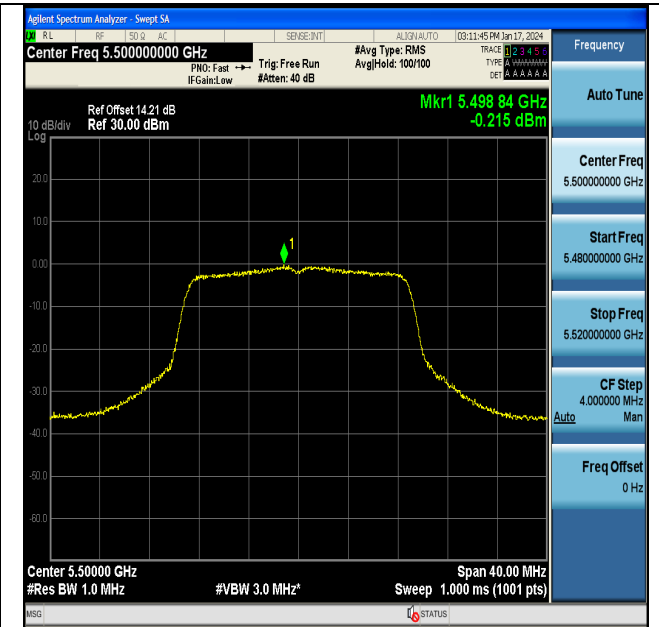 Agilent Spectrum Analyzer - Swept SA
LXI RL RF 50 Ω AC SENSE:INT ALIGN AUTO 03:11:45 PM Jan 17, 2024
Center Freq 5.500000000 GHz
PNO: Fast
IFGain:Low
Trig: Free Run
#Atten: 40 dB
#Avg Type: RMS
Avg|Hold: 100/100
TRACE 1 2 3 4 5 6
TYPE A WWWWW
DET A A A A A A
Ref Offset 14.21 dB
10 dB/div Ref 30.00 dBm
Log
Mkr1 5.498 84 GHz
-0.215 dBm
20.0
10.0
1
0.00
-10.0
-20.0
-30.0
-40.0
-50.0
-60.0
Center 5.50000 GHz Span 40.00 MHz
#Res BW 1.0 MHz #VBW 3.0 MHz* Sweep 1.000 ms (1001 pts)
MSG STATUS
Frequency
Auto Tune
Center Freq
5.500000000 GHz
Start Freq
5.480000000 GHz
Stop Freq
5.520000000 GHz
CF Step
4.000000 MHz
Auto Man
Freq Offset
0 Hz